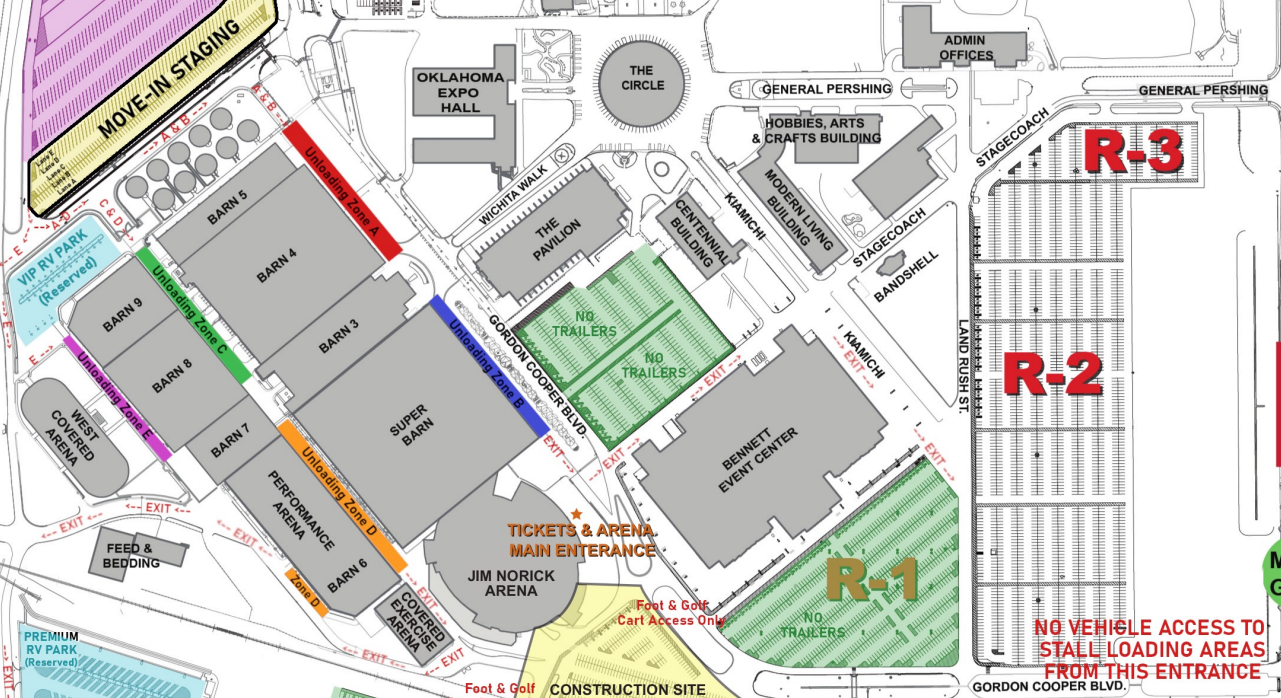 MOVE-IN STAGING
A & B
A & B
Lane E
Lane D
Lane C
Lane B
Lane A
C & D
E
E
E
VIP RV PARK
(Reserved)
OKLAHOMA
EXPO
HALL
THE
CIRCLE
ADMIN
OFFICES
GENERAL PERSHING
GENERAL PERSHING
HOBBIES, ARTS
& CRAFTS BUILDING
STAGECOACH
R-3
BARN 5
Unloading Zone A
WICHITA WALK
KIAMICHI
MODERN LIVING
BUILDING
CENTENNIAL
BUILDING
THE
PAVILION
STAGECOACH
BANDSHELL
BARN 4
BARN 9
Unloading Zone C
BARN 3
BARN 8
Unloading Zone E
WEST
COVERED
ARENA
BARN 7
Unloading Zone B
GORDON COOPER BLVD.
NO
TRAILERS
NO
TRAILERS
EXIT
KIAMICHI
EXIT
LAND RUSH ST.
R-2
SUPER
BARN
EXIT
EXIT
BENNETT
EVENT CENTER
EXIT
Unloading Zone D
PERFORMANCE
ARENA
BARN 6
Zone D
EXIT
EXIT
EXIT
FEED &
BEDDING
TICKETS & ARENA
MAIN ENTERANCE
JIM NORICK
ARENA
COVERED
EXERCISE
ARENA
EXIT
EXIT
EXIT
R-1
NO
TRAILERS
Foot & Golf
Cart Access Only
PREMIUM
RV PARK
(Reserved)
EXIT
Foot & Golf
CONSTRUCTION SITE
NO VEHICLE ACCESS TO
STALL LOADING AREAS
FROM THIS ENTRANCE
GORDON COOPER BLVD.
M
G